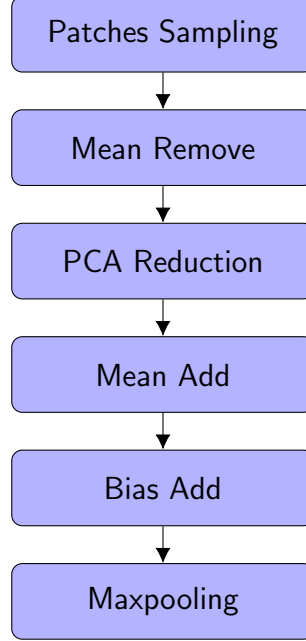 Patches Sampling
Mean Remove
PCA Reduction
Mean Add
Bias Add
Maxpooling